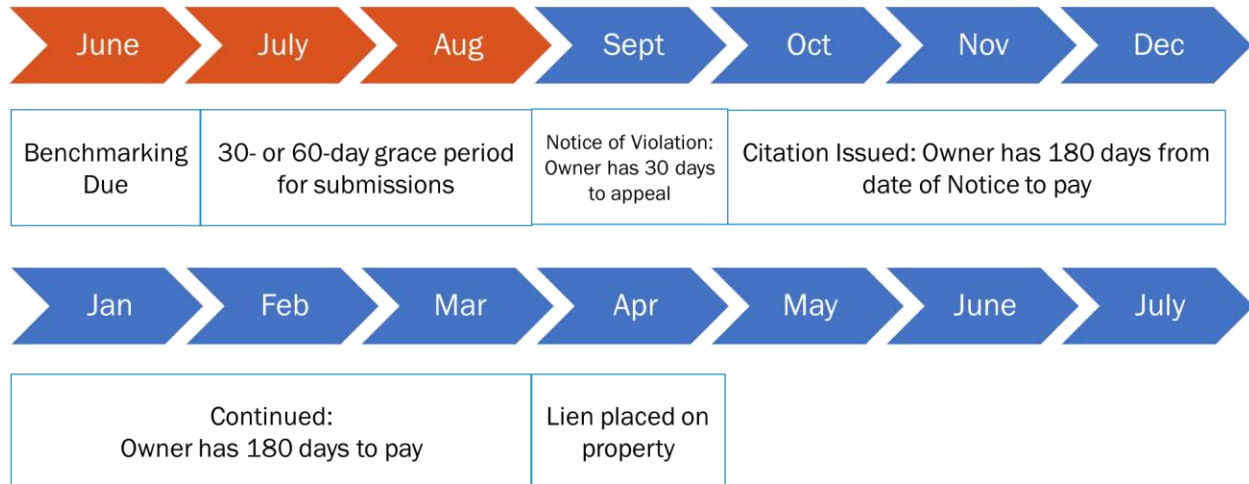 June
July
Aug
Sept
Oct
Nov
Dec
Benchmarking
Due
30- or 60-day grace period
for submissions
Notice of Violation:
Owner has 30 days
to appeal
Citation Issued: Owner has 180 days from
date of Notice to pay
Jan
Feb
Mar
Apr
May
June
July
Continued:
Owner has 180 days to pay
Lien placed on
property